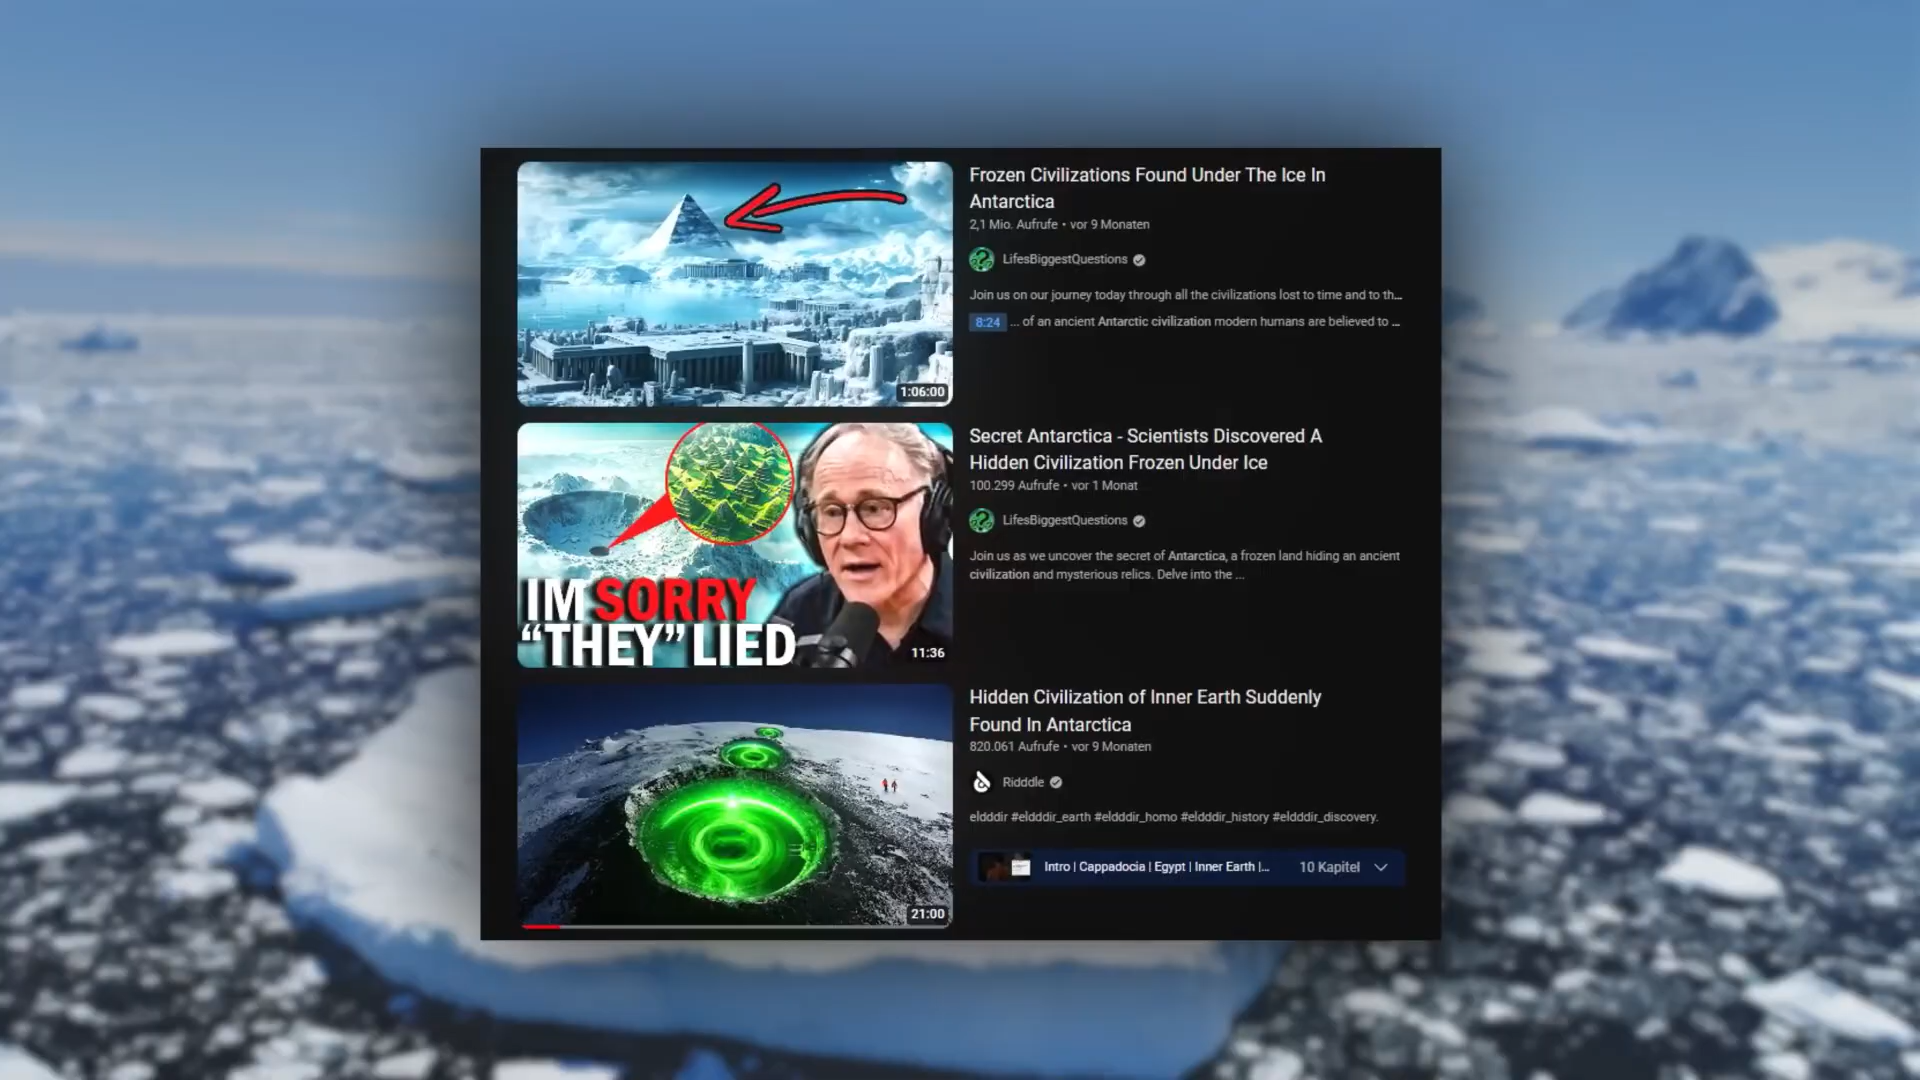 Frozen Civilizations Found Under The Ice In
Antarctica
2,1 Mio. Aufrufe • vor 9 Monaten
LifesBiggestQuestions
Join us on our journey today through all the civilizations lost to time and to th...
8:24 ... of an ancient Antarctic civilization modern humans are believed to ...
1:06:00
Secret Antarctica - Scientists Discovered A
Hidden Civilization Frozen Under Ice
100.299 Aufrufe • vor 1 Monat
LifesBiggestQuestions
Join us as we uncover the secret of Antarctica, a frozen land hiding an ancient
civilization and mysterious relics. Delve into the ...
IM SORRY
“THEY” LIED
11:36
Hidden Civilization of Inner Earth Suddenly
Found In Antarctica
820.061 Aufrufe • vor 9 Monaten
Ridddle
eldddir #eldddir_earth #eldddir_homo #eldddir_history #eldddir_discovery.
Intro | Cappadocia | Egypt | Inner Earth |... 10 Kapitel
21:00